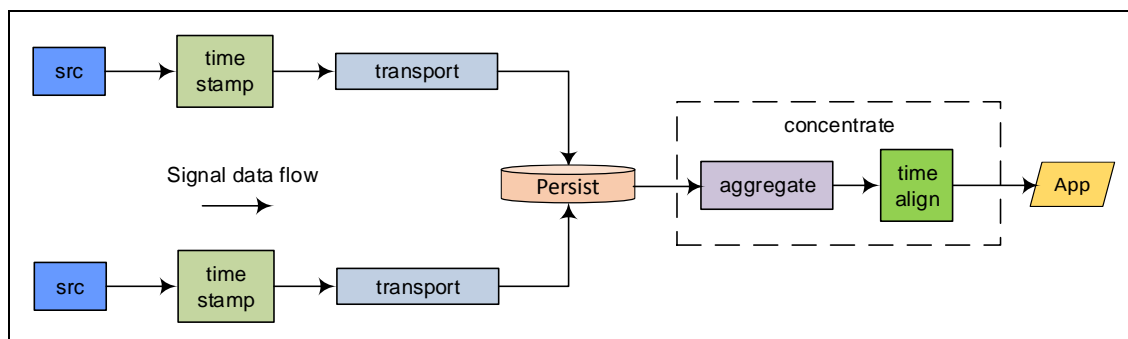 src
time
stamp
transport
concentrate
Signal data flow
Persist
aggregate
time
align
App
src
time
stamp
transport